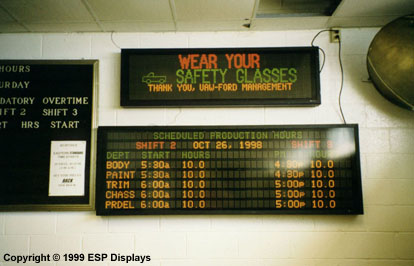 HOURS
URDAY
DATORY OVERTIME
IFT 2 SHIFT 3
RT HRS START
BACK
WEAR YOUR
SAFETY GLASSES
THANK YOU, UAW-FORD MANAGEMENT
SCHEDULED PRODUCTION HOURS
SHIFT 2 OCT 26, 1998 SHIFT 3
DEPT START HOURS
BODY 5:30A 10.0 4:30P 10.0
PAINT 5:30A 10.0 4:30P 10.0
TRIM 6:00A 10.0 5:00P 10.0
CHASS 6:00A 10.0 5:00P 10.0
PRDEL 6:00A 10.0 5:00P 10.0
Copyright © 1999 ESP Displays